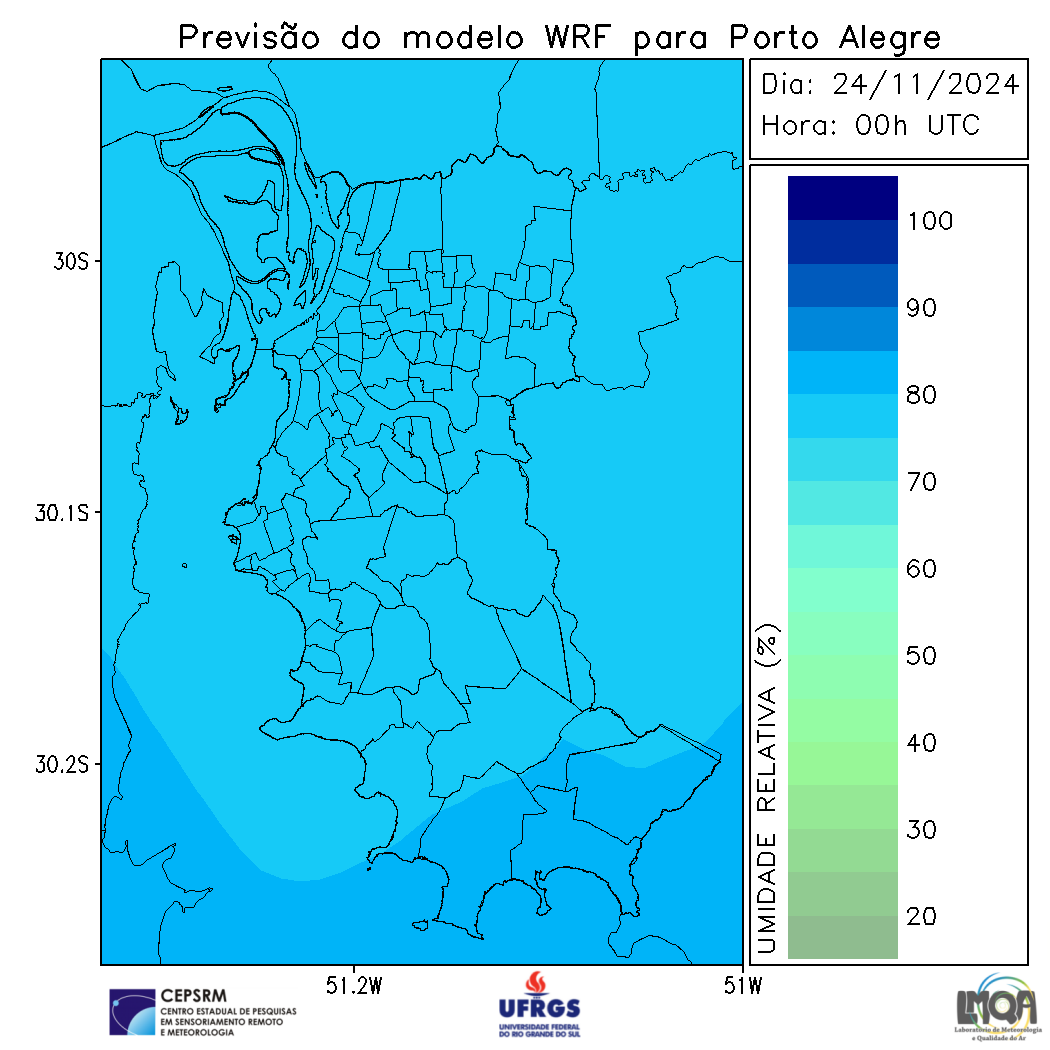 Previsão do modelo WRF para Porto Alegre
Dia: 24/11/2024
Hora: 00h UTC
100
90
80
70
60
50
40
30
20
UMIDADE RELATIVA (%)
30S
30.1S
30.2S
51.2W
51W
CEPSRM
CENTRO ESTADUAL DE PESQUISAS
EM SENSORIAMENTO REMOTO
E METEOROLOGIA
UFRGS
UNIVERSIDADE FEDERAL
DO RIO GRANDE DO SUL
LMQA
Laboratório de Meteorologia
e Qualidade do Ar